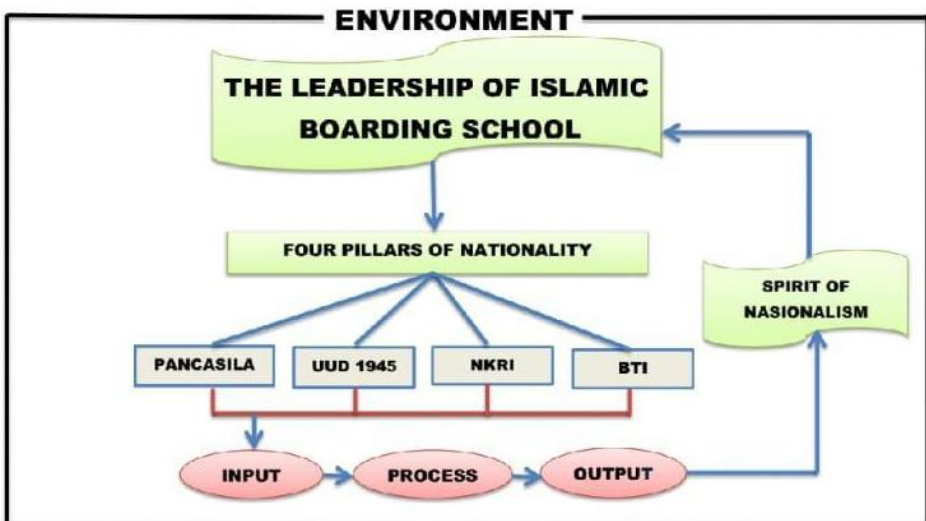 ENVIRONMENT
THE LEADERSHIP OF ISLAMIC
BOARDING SCHOOL
FOUR PILLARS OF NATIONALITY
SPIRIT OF
NASIONALISM
PANCASILA
UUD 1945
NKRI
BTI
INPUT
PROCESS
OUTPUT